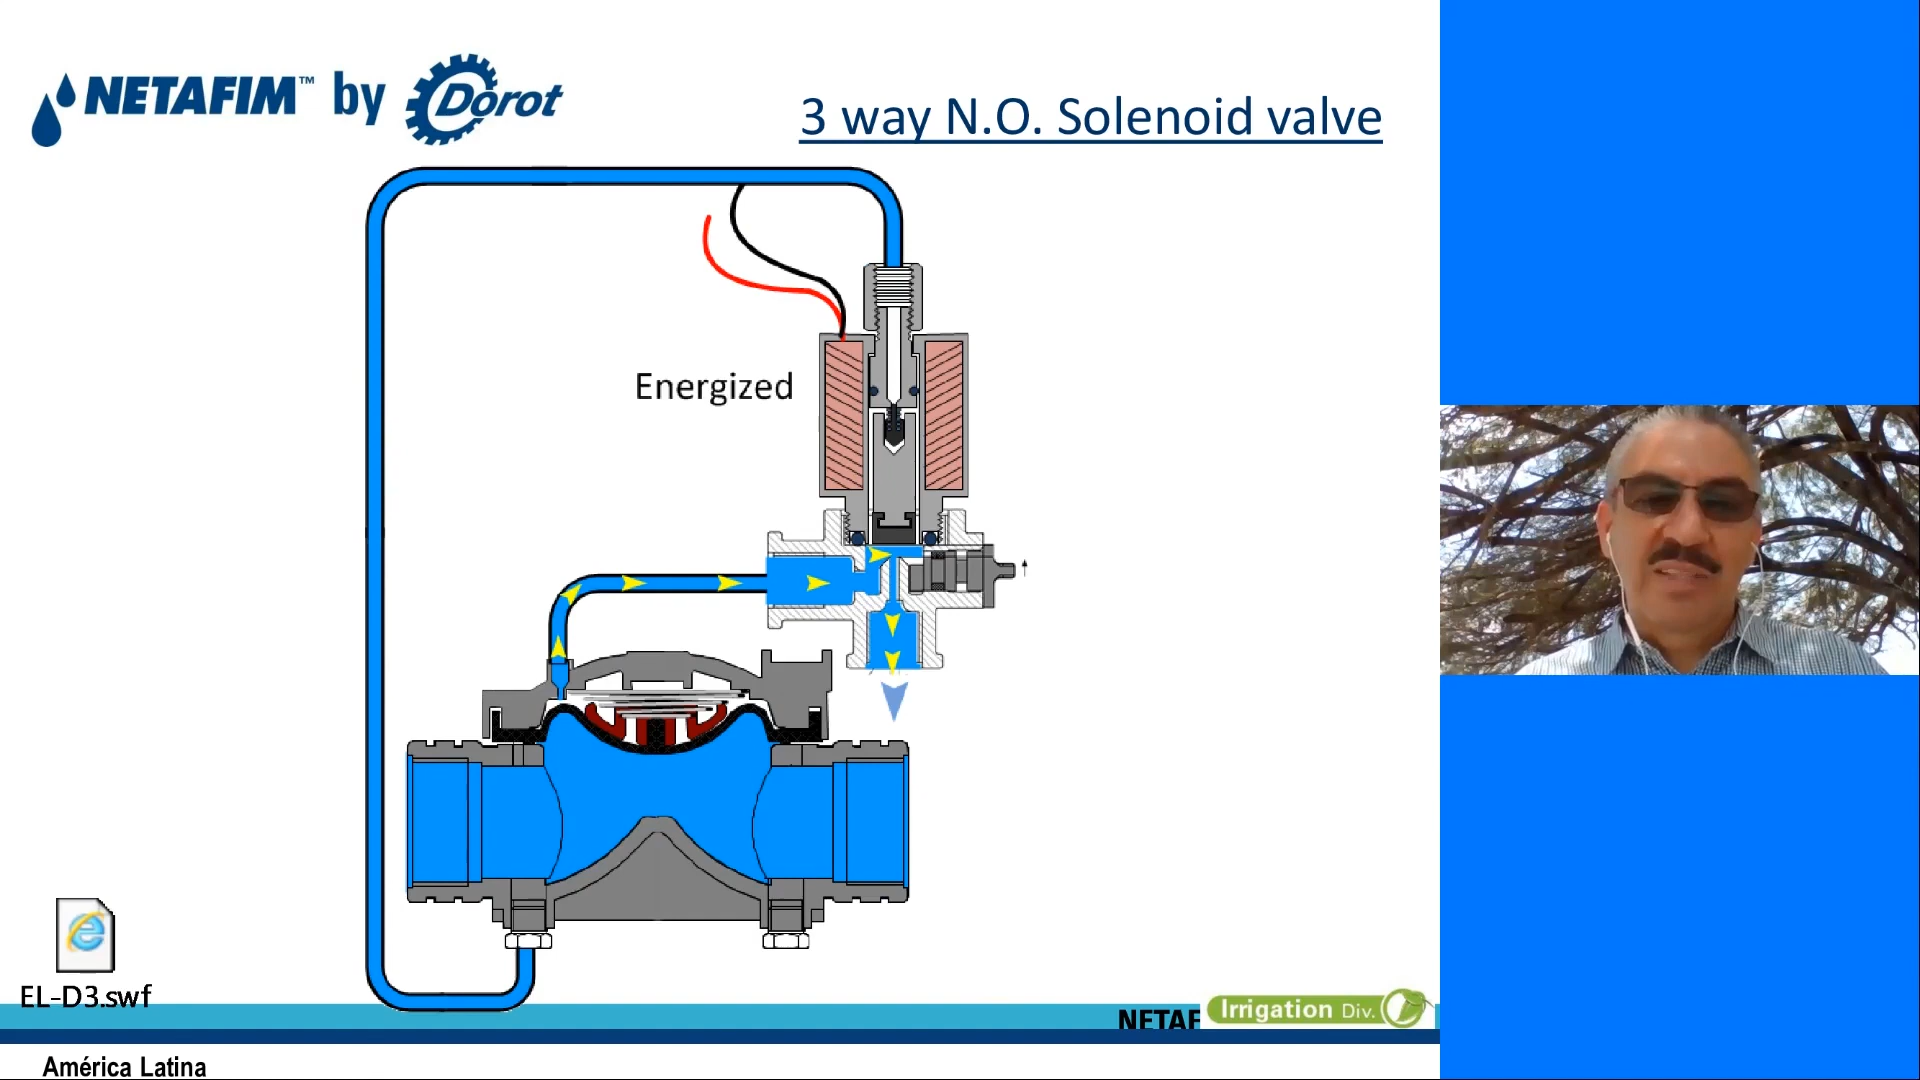 NETAFIM™ by Dorot
3 way N.O. Solenoid valve
Energized
EL-D3.swf
NETAF
Irrigation Div.
América Latina